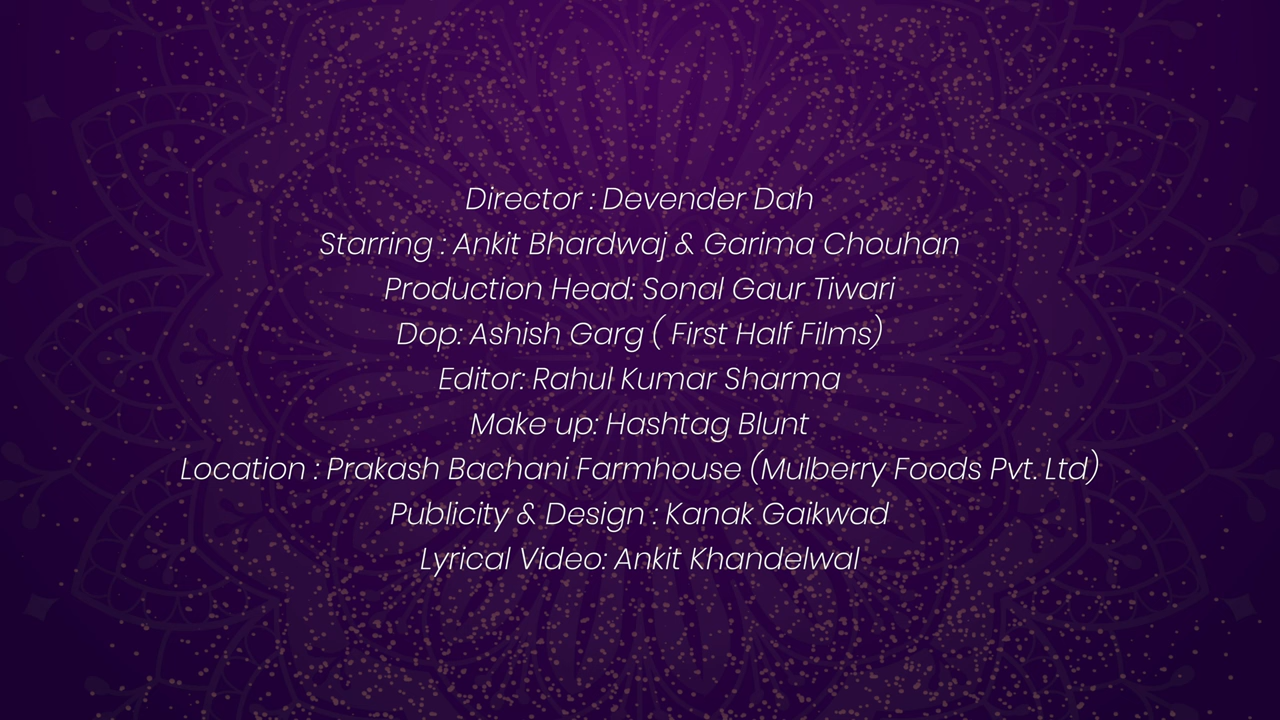 Director : Devender Dah
Starring : Ankit Bhardwaj & Garima Chouhan
Production Head: Sonal Gaur Tiwari
Dop: Ashish Garg ( First Half Films)
Editor: Rahul Kumar Sharma
Make up: Hashtag Blunt
Location : Prakash Bachani Farmhouse (Mulberry Foods Pvt. Ltd)
Publicity & Design : Kanak Gaikwad
Lyrical Video: Ankit Khandelwal